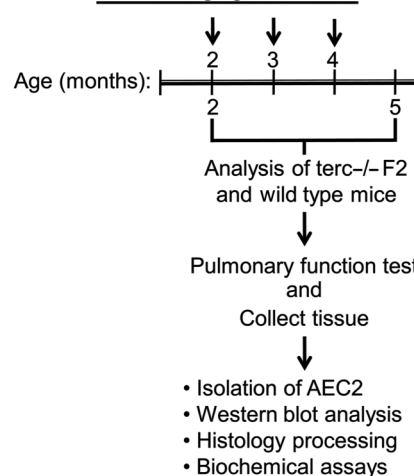 2 3 4
Age (months):
2 5
Analysis of terc-/- F2
and wild type mice
Pulmonary function test
and
Collect tissue
• Isolation of AEC2
• Western blot analysis
• Histology processing
• Biochemical assays